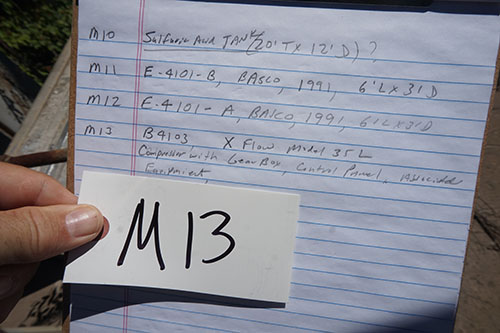 M10 Sulfuric Acid TANK (20' T x 12' D) ?
M11 E-4101-B, BASCO, 1991, 6' L x 3' D
M12 E-4101-A, BASCO, 1991, 6' L x 3' D
M13 B4103, X Flow Model 35 L
Compressor with Gear Box, Control Panel, Associated
Equipment,
M13